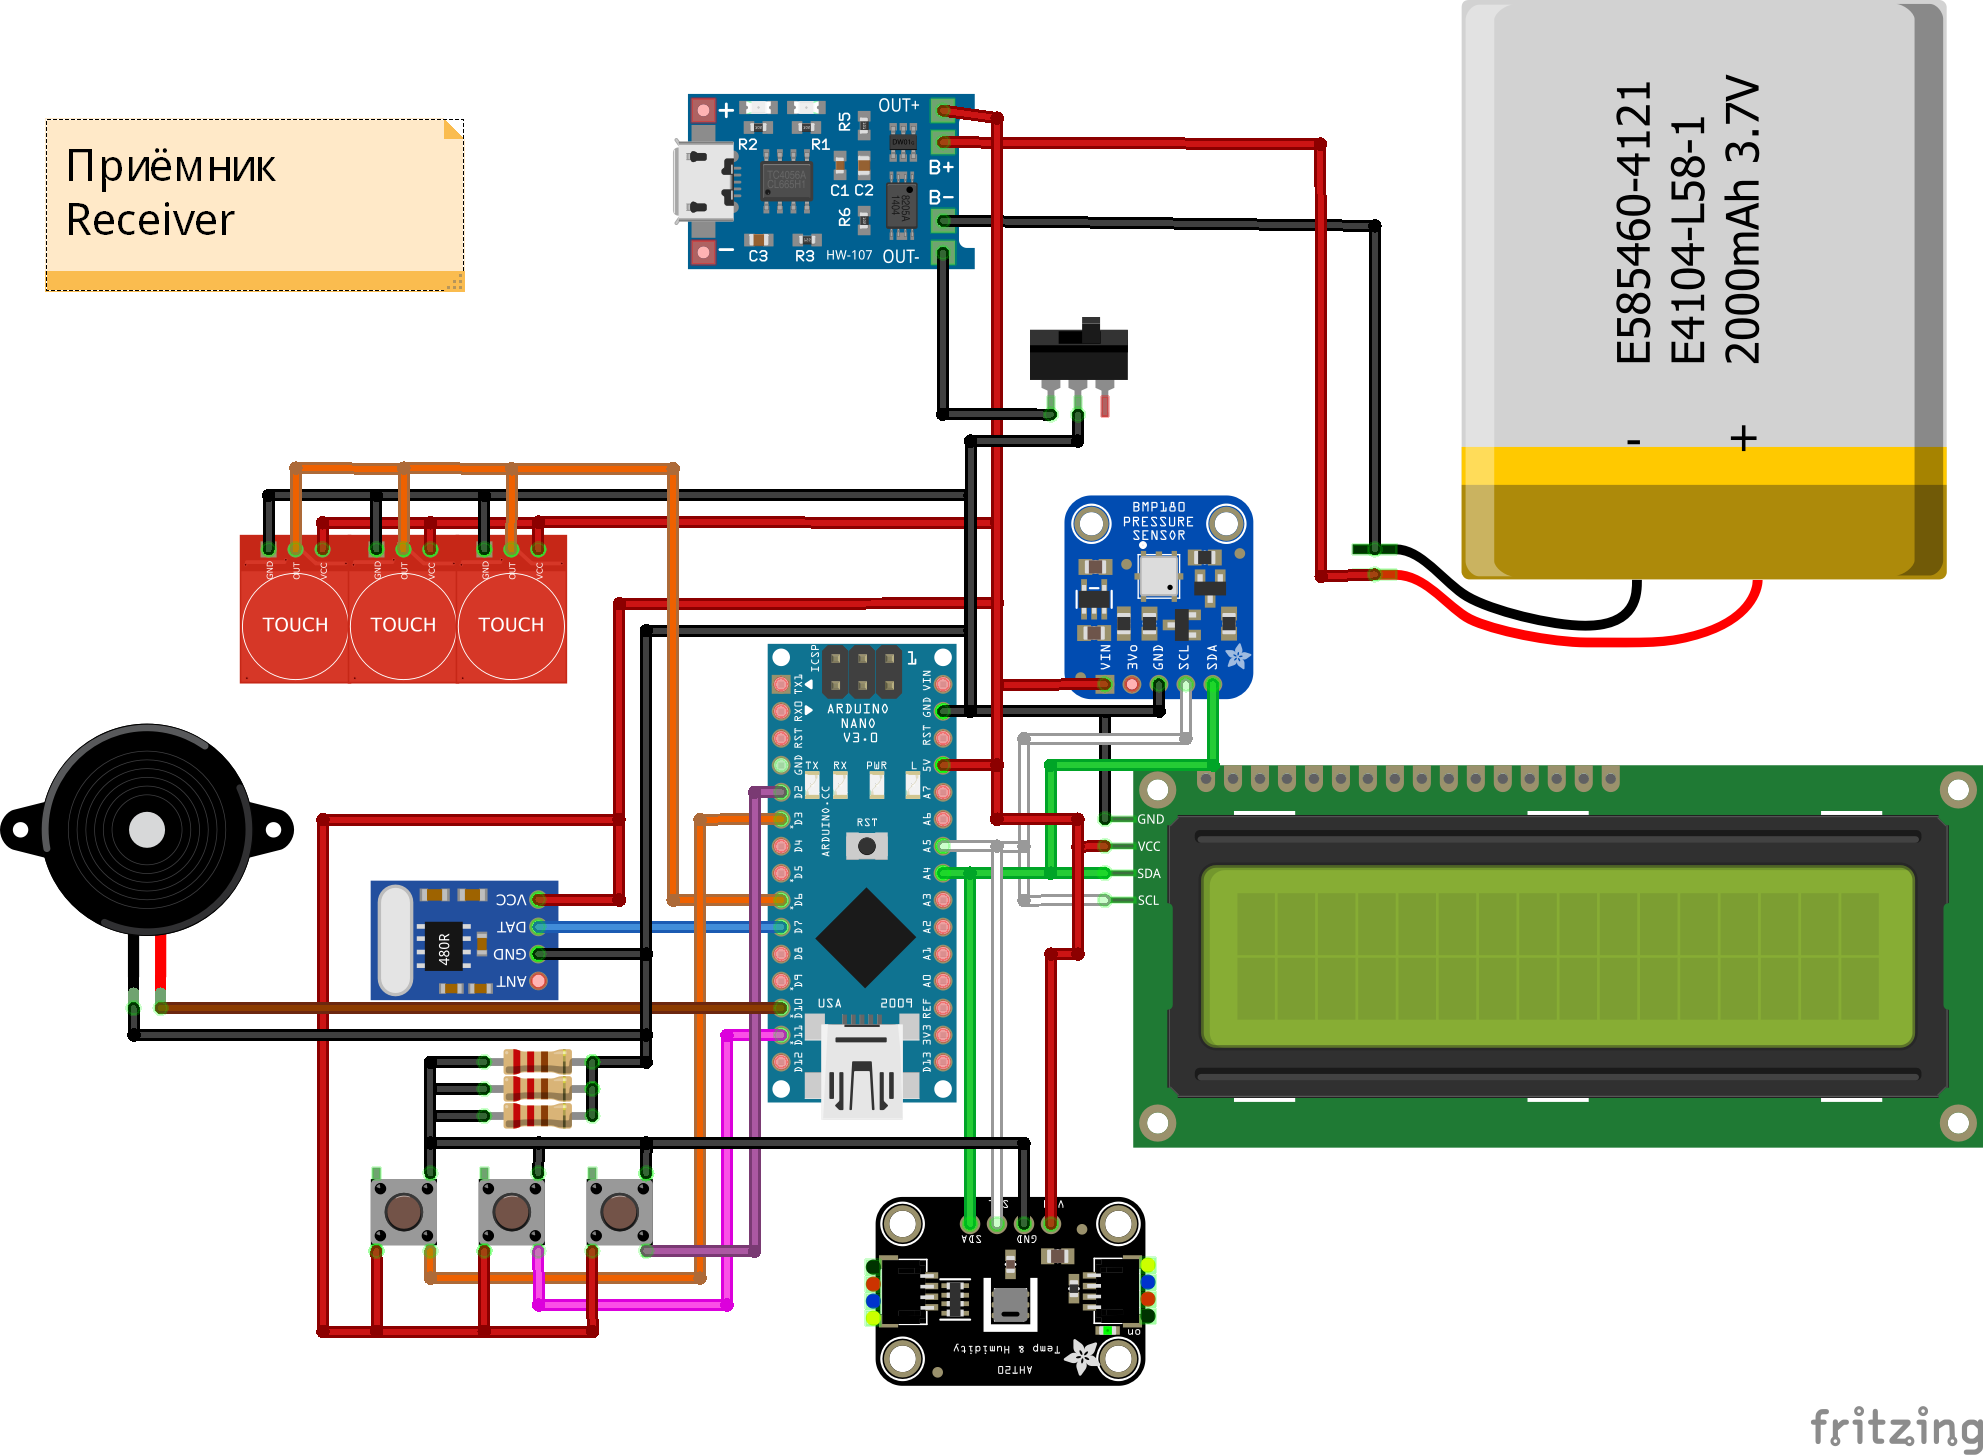 Приёмник
Receiver
OUT+
R5
R2
R1
B+
C1
C2
B-
R6
TC4056A
CL665H1
8205A
1404
C3
R3
HW-107
OUT-
E585460-4121
E4104-L58-1
2000mAh 3.7V
- +
GND
OUT
VCC
GND
OUT
VCC
GND
OUT
VCC
TOUCH
TOUCH
TOUCH
BMP180
PRESSURE
SENSOR
VIN
3Vo
GND
SCL
SDA
ICSP
1
ARDUINO
NANO
V3.0
TX
RX
PWR
L
RST
ARDUINO.CC
USA
2009
TX1
RX0
RST
GND
D2
D3
D4
D5
D6
D7
D8
D9
D10
D11
D12
VIN
GND
RST
5V
A7
A6
A5
A4
A3
A2
A1
A0
REF
3V3
D13
VCC
DAT
GND
ANT
480R
GND
VCC
SDA
SCL
SDA
GND
on
Temp & Humidity
AHT20
fritzing